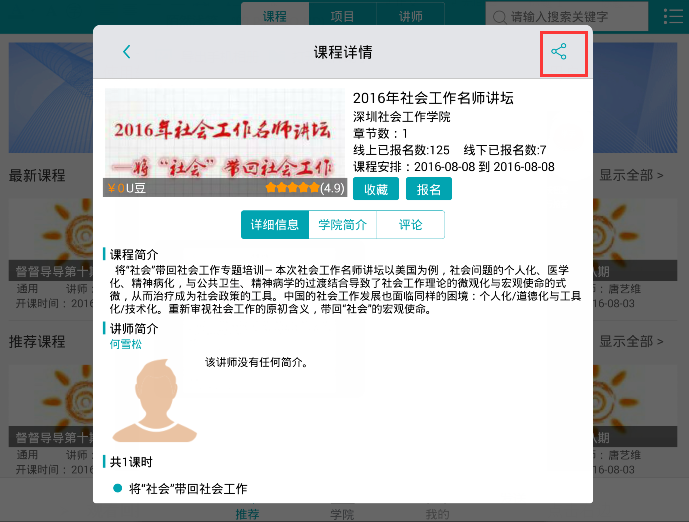 课程 项目 讲师
请输入搜索关键字
课程详情
2016年社会工作名师讲坛
—将“社会”带回社会工作
￥0U豆
(4.9)
2016年社会工作名师讲坛
深圳社会工作学院
章节数：1
线上已报名数:125 线下已报名数:7
课程安排：2016-08-08 到 2016-08-08
收藏 报名
详细信息 学院简介 评论
课程简介
将“社会”带回社会工作专题培训— 本次社会工作名师讲坛以美国为例，社会问题的个人化、医学
化、精神病化，与公共卫生、精神病学的过渡结合导致了社会工作理论的微观化与宏观使命的式
微，从而治疗成为社会政策的工具。中国的社会工作发展也面临同样的困境：个人化/道德化与工具
化/技术化。重新审视社会工作的原初含义，带回“社会”的宏观使命。
讲师简介
何雪松
该讲师没有任何简介。
共1课时
将“社会”带回社会工作
最新课程
显示全部 >
督督导导第十期
通用 讲师：
开课时间：2016
八期
：唐艺维
-08-03
推荐课程
显示全部 >
督督导导第十期
通用 讲师：
开课时间：2016
八期
：唐艺维
-08-03
推荐 学院 我的